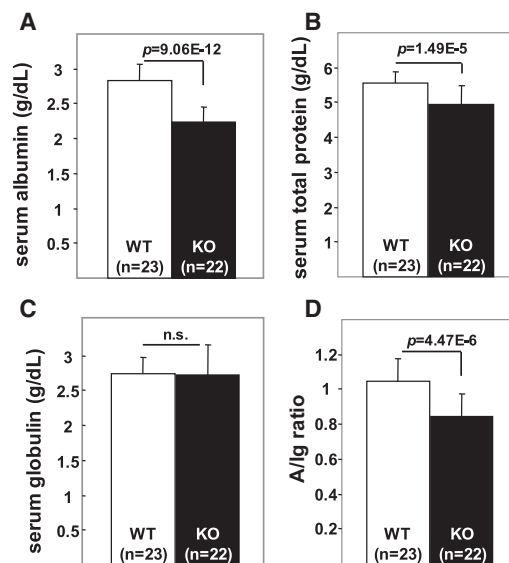 A
serum albumin (g/dL)
p=9.06E-12
3
2.5
2
1.5
1
0.5
WT
(n=23)
KO
(n=22)
B
serum total protein (g/dL)
p=1.49E-5
6
5
4
3
2
1
WT
(n=23)
KO
(n=22)
C
serum globulin (g/dL)
n.s.
3
2.5
2
1.5
1
0.5
WT
(n=23)
KO
(n=22)
D
A/Ig ratio
p=4.47E-6
1.2
1
0.8
0.6
0.4
0.2
WT
(n=23)
KO
(n=22)